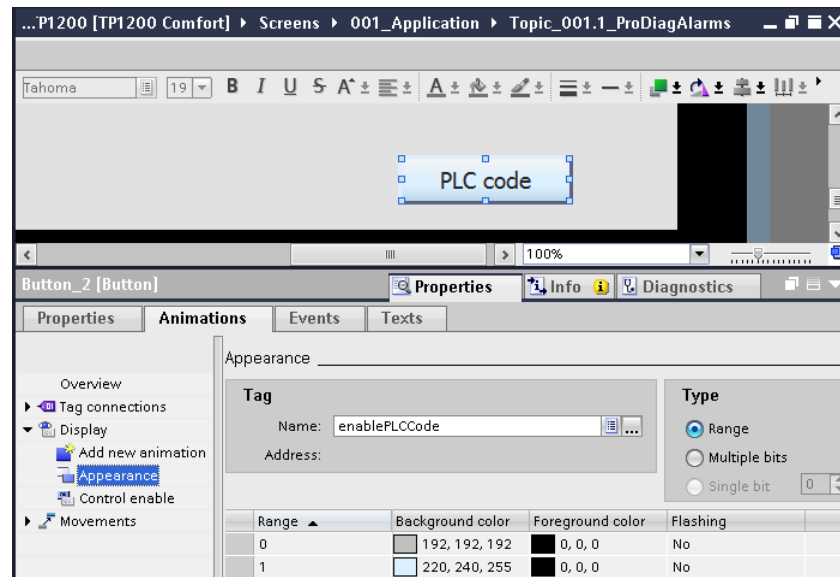 ...'P1200 [TP1200 Comfort] ▸ Screens ▸ 001_Application ▸ Topic_001.1_ProDiagAlarms
Tahoma 19 B I U S A A
PLC code
100%
Button_2 [Button] Properties Info Diagnostics
Properties Animations Events Texts
Appearance
Overview
Tag connections
Display
Add new animation
Appearance
Control enable
Movements
Tag
Name: enablePLCCode ...
Address:
Type
Range
Multiple bits
Single bit 0
Range Background color Foreground color Flashing
0 192, 192, 192 0, 0, 0 No
1 220, 240, 255 0, 0, 0 No